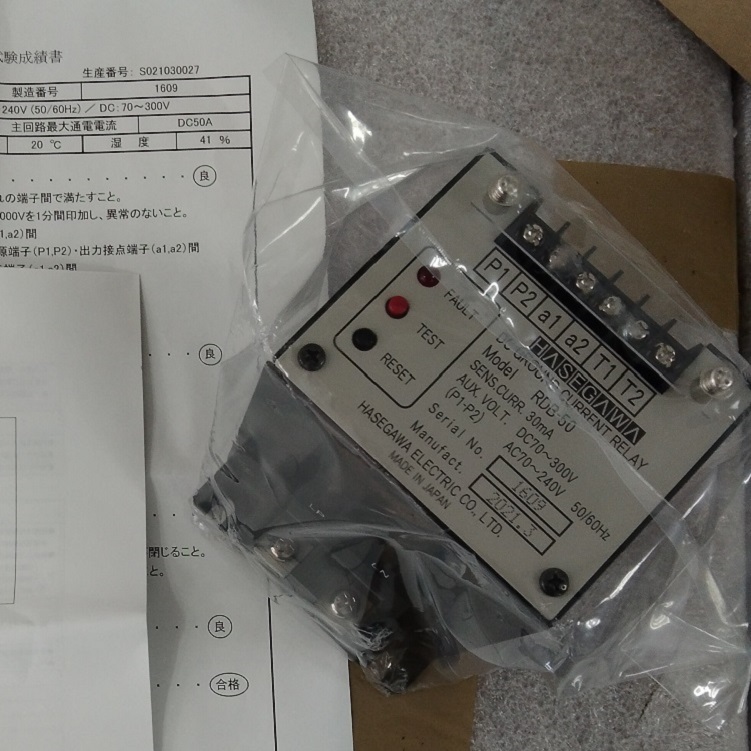 試験成績書
生産番号: S021030027
製造番号 1609
240V (50/60Hz) / DC:70～300V
主回路最大通電電流 DC50A
20 ℃ 湿 度 41 %
良
れの端子間で満たすこと。
000Vを1分間印加し、異常のないこと。
1,a2)間
源端子(P1,P2)・出力接点端子(a1,a2)間
良
閉じること。
と。
良
合格
P1 P2 a1 a2 T1 T2
HASEGAWA
FAULT
TEST
RESET
DC GROUND CURRENT RELAY
Model RDB-50
SENS.CURR. 30mA
AUX. VOLT. DC70～300V
(P1-P2) AC70～240V 50/60Hz
Serial No. 1609
Manufact. 2021.3
HASEGAWA ELECTRIC CO., LTD.
MADE IN JAPAN